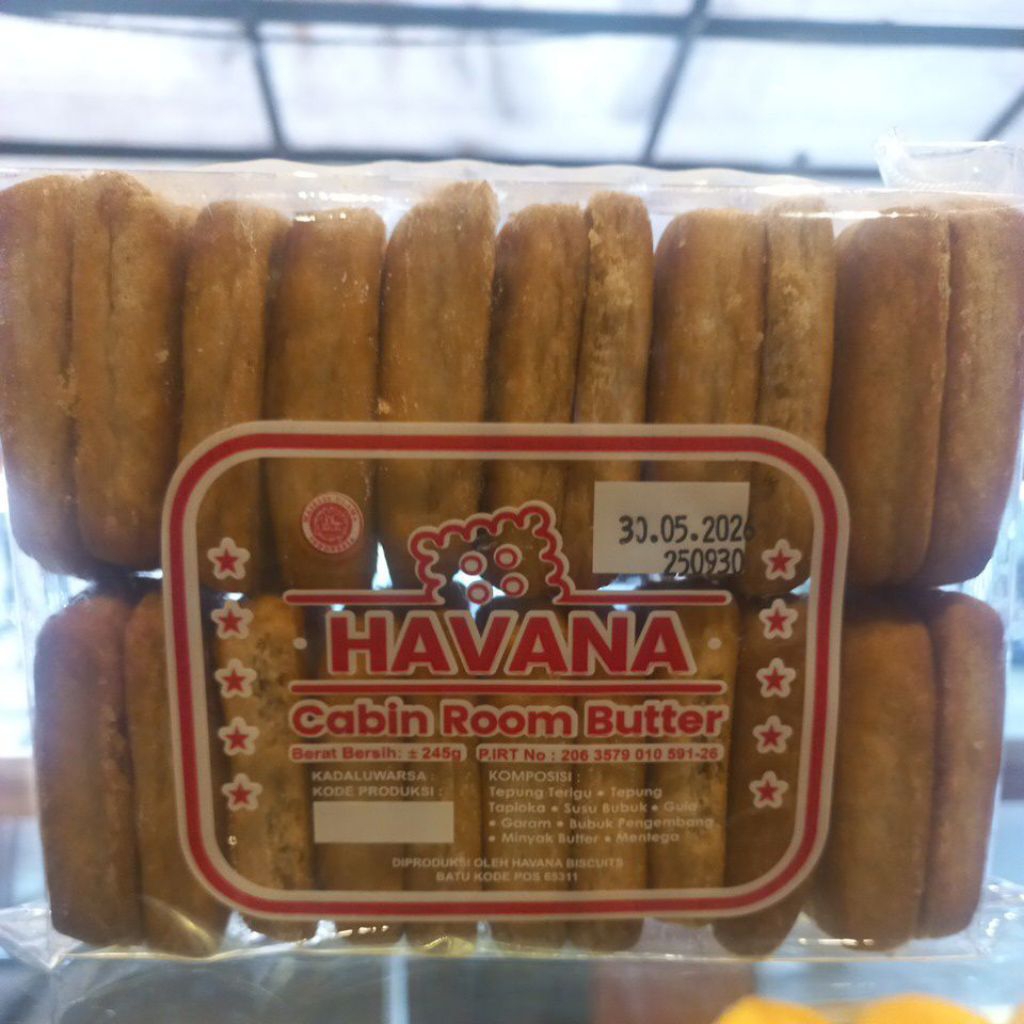 30.05.2026
250930
HAVANA
Cabin Room Butter
Berat Bersih: ± 245g P.IRT No : 206 3579 010 591-26
KADALUWARSA :
KODE PRODUKSI :
KOMPOSISI :
Tepung Terigu • Tepung
Tapioka • Susu Bubuk • Gula
• Garam • Bubuk Pengembang
• Minyak Butter • Mentega
DIPRODUKSI OLEH HAVANA BISCUITS
BATU KODE POS 65311